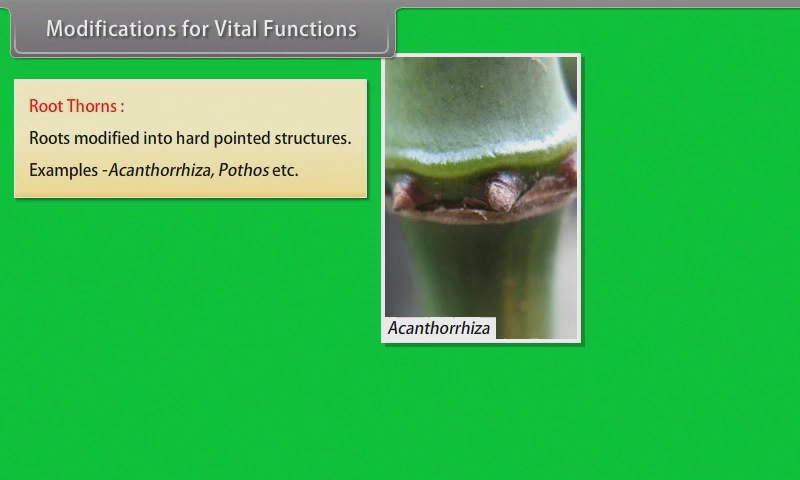 Modifications for Vital Functions
Root Thorns :
Roots modified into hard pointed structures.
Examples -Acanthorrhiza, Pothos etc.
Acanthorrhiza